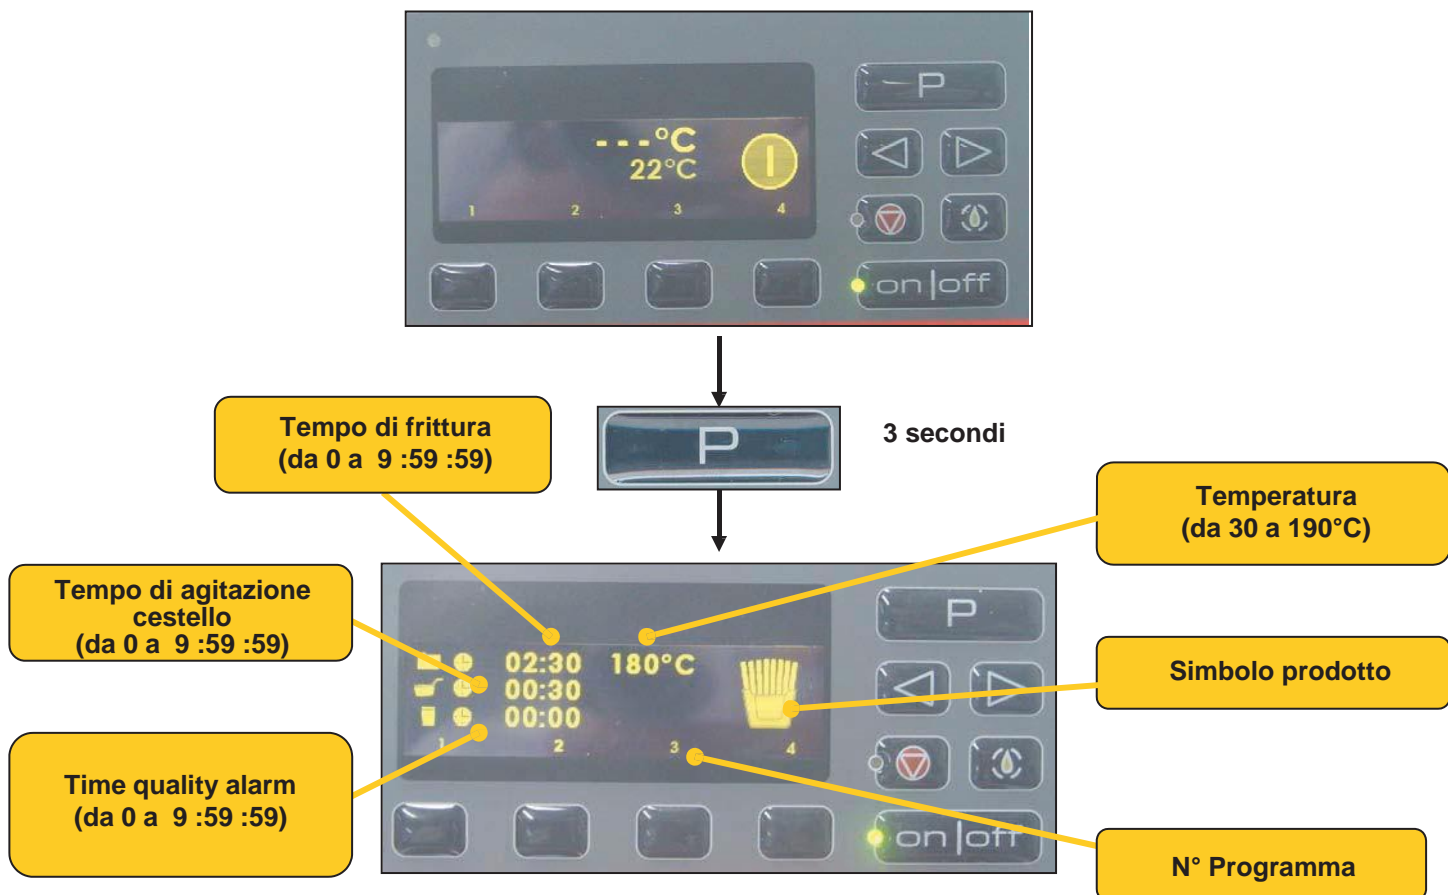 P
---°C
22°C
1 2 3 4
on|off
Tempo di frittura
(da 0 a 9 :59 :59)
P
3 secondi
Temperatura
(da 30 a 190°C)
Tempo di agitazione
cestello
(da 0 a 9 :59 :59)
P
02:30 180°C
00:30
00:00
1 2 3 4
on|off
Simbolo prodotto
Time quality alarm
(da 0 a 9 :59 :59)
N° Programma